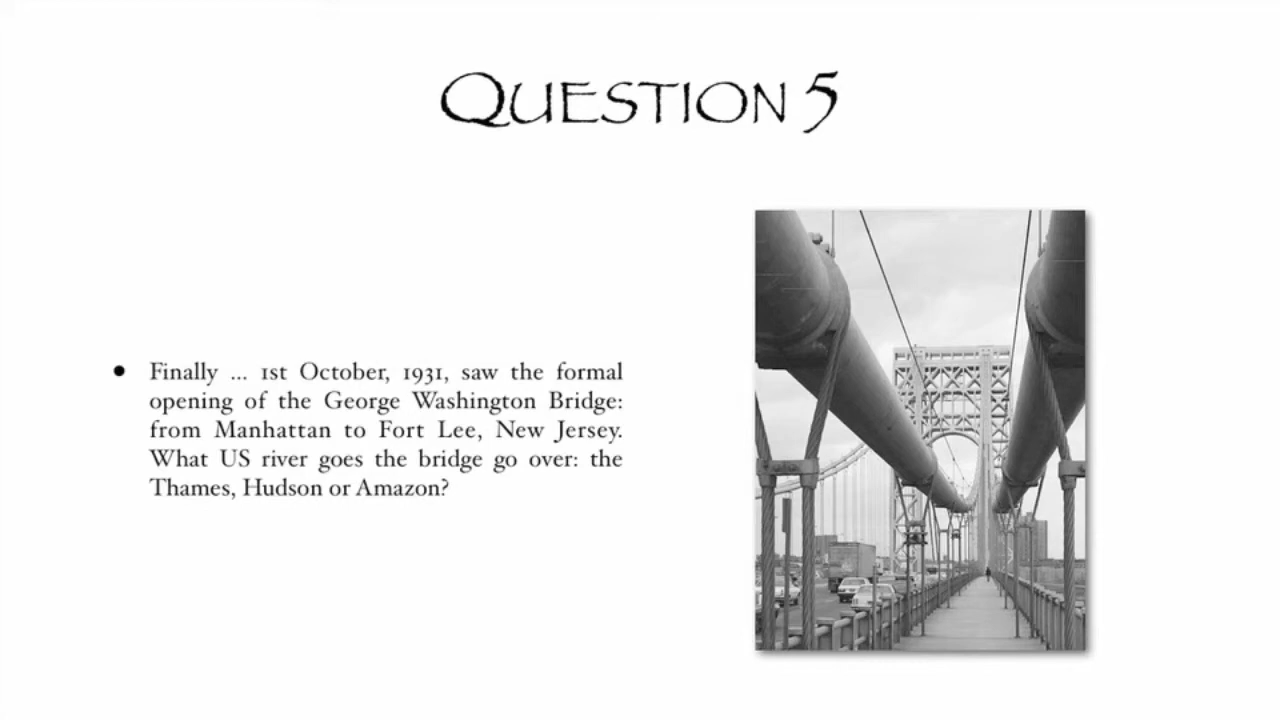 QUESTION 5
• Finally ... 1st October, 1931, saw the formal
opening of the George Washington Bridge:
from Manhattan to Fort Lee, New Jersey.
What US river goes the bridge go over: the
Thames, Hudson or Amazon?